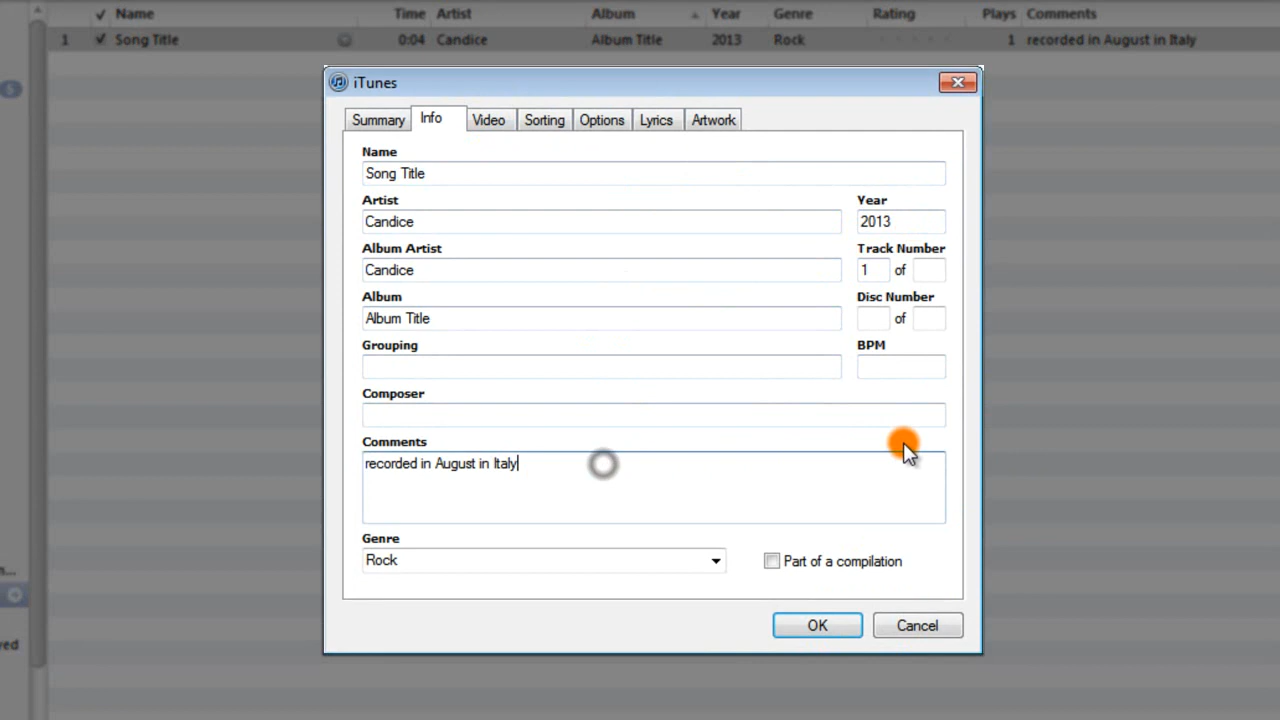 Name Time Artist Album Year Genre Rating Plays Comments
1 Song Title 0:04 Candice Album Title 2013 Rock 1 recorded in August in Italy
iTunes
Summary Info Video Sorting Options Lyrics Artwork
Name
Song Title
Artist Year
Candice 2013
Album Artist Track Number
Candice 1 of
Album Disc Number
Album Title of
Grouping BPM
Composer
Comments
recorded in August in Italy
Genre
Rock Part of a compilation
OK Cancel